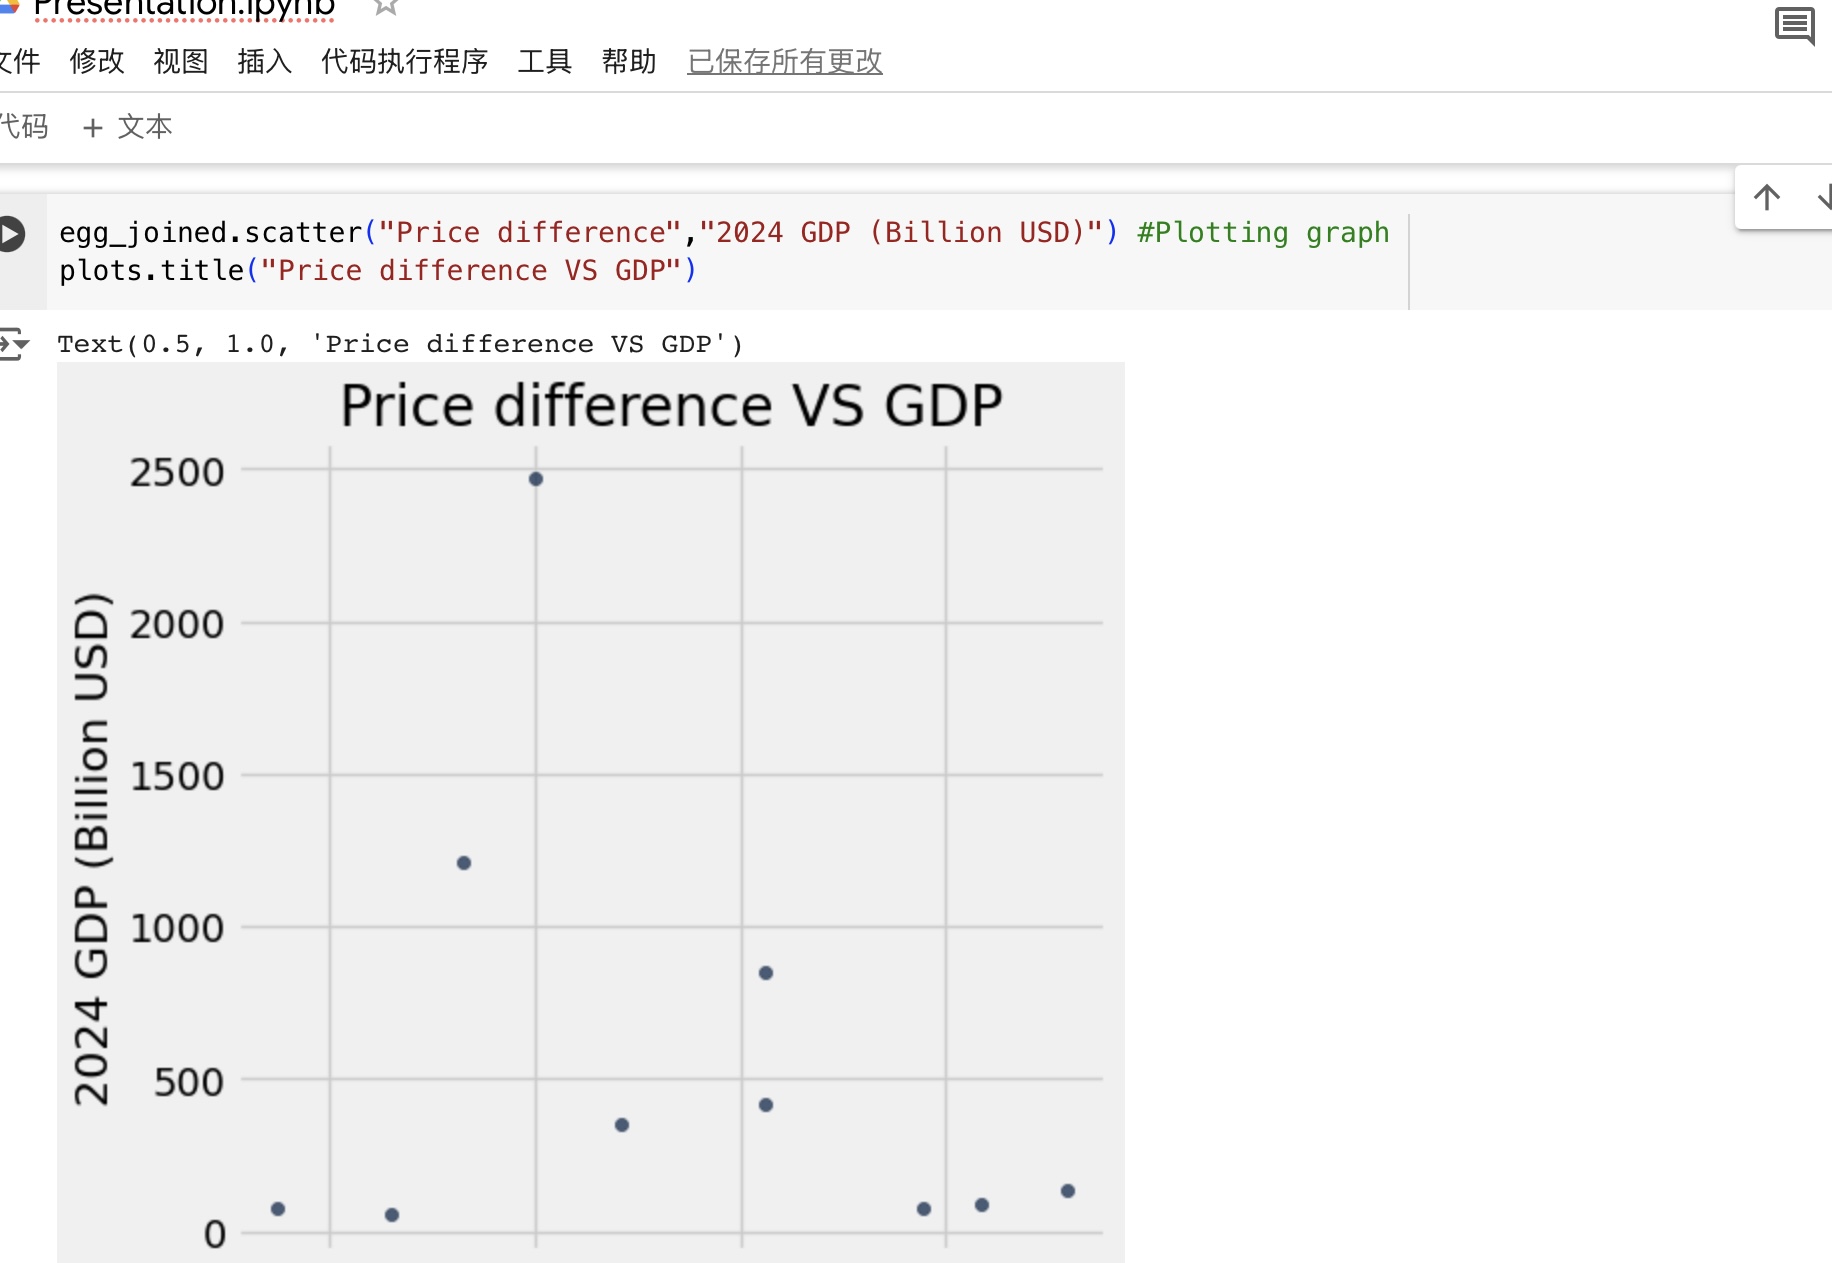 Presentation.ipynb
文件 修改 视图 插入 代码执行程序 工具 帮助 已保存所有更改
代码 + 文本
egg_joined.scatter("Price difference","2024 GDP (Billion USD)") #Plotting graph
plots.title("Price difference VS GDP")
Text(0.5, 1.0, 'Price difference VS GDP')
Price difference VS GDP
2500
2000
1500
1000
500
0
2024 GDP (Billion USD)